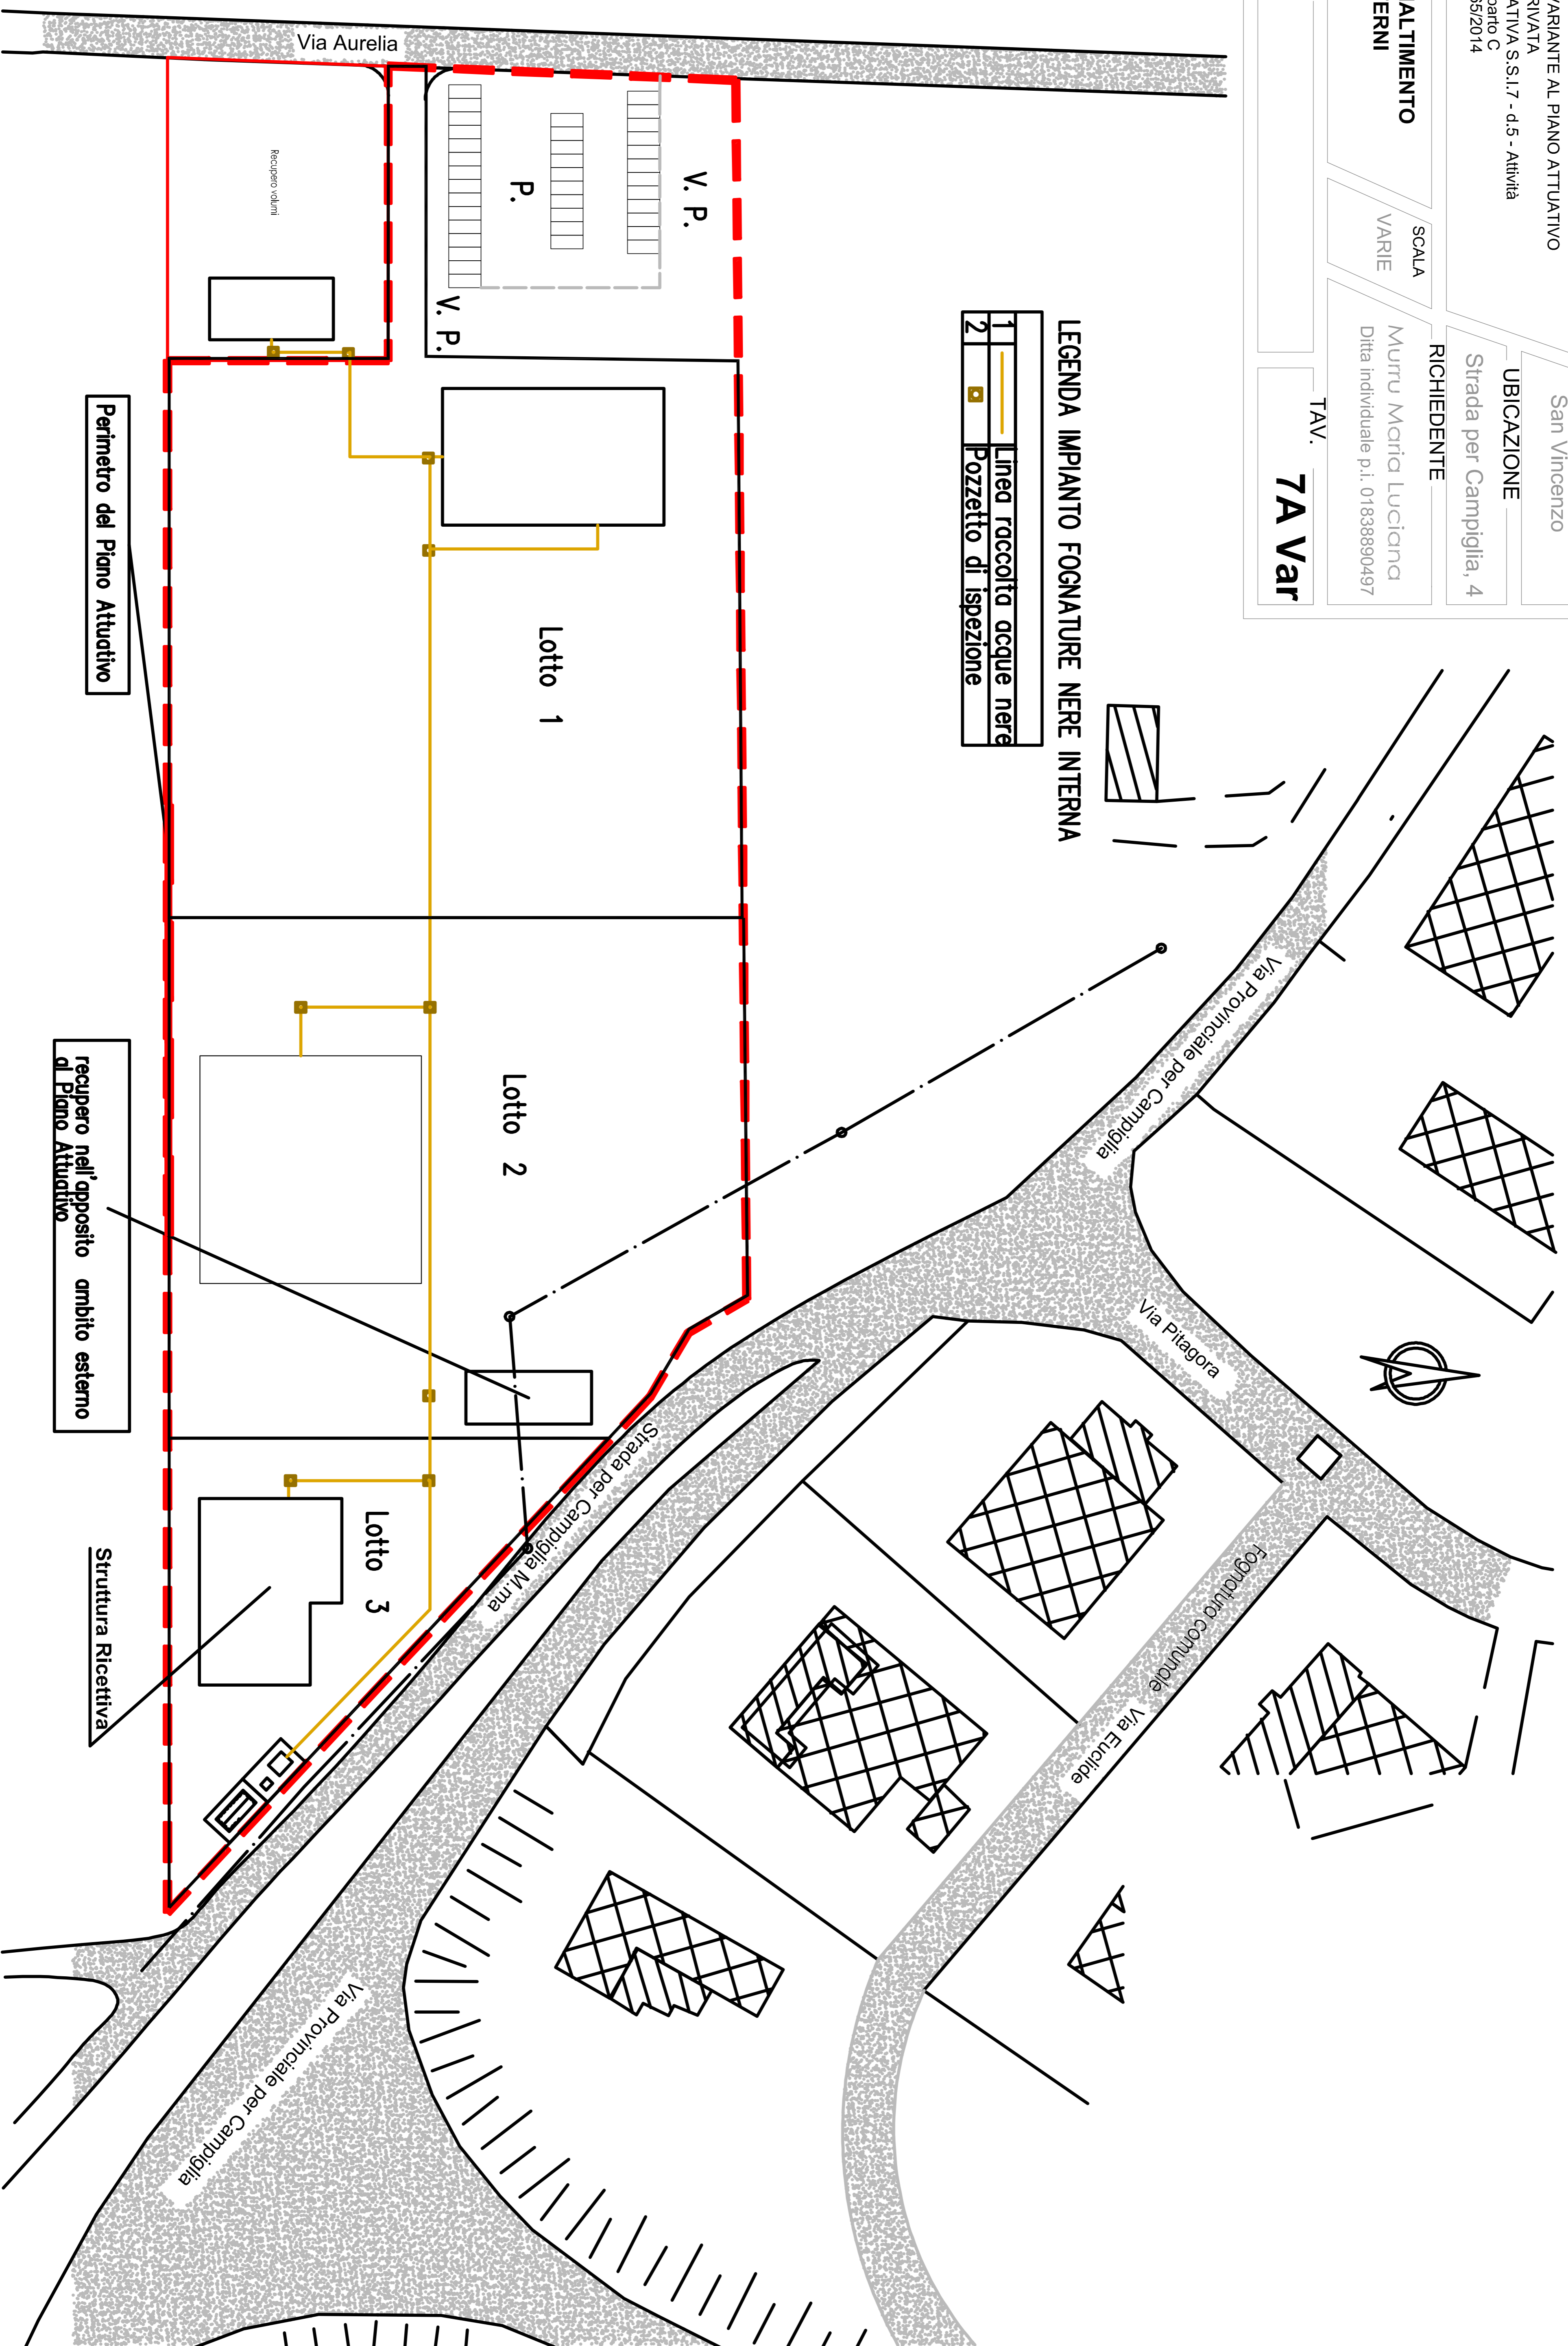 VARIANTE AL PIANO ATTUATIVO
RIVATA
ATIVA S.S.I.7 - d.5 - Attività
parto C
65/2014
San Vincenzo
UBICAZIONE
Strada per Campiglia, 4
ALTIMENTO
ERNI
SCALA
VARIE
RICHIEDENTE
Murru Maria Luciana
Ditta individuale p.i. 01838890497
TAV.
7A Var
LEGENDA IMPIANTO FOGNATURE NERE INTERNA
1 Linea raccolta acque nere
2 Pozzetto di ispezione
Via Aurelia
Recupero volumi
V. P.
P.
V. P.
Lotto 1
Lotto 2
Lotto 3
Perimetro del Piano Attuativo
recupero nell'apposito ambito esterno
al Piano Attuativo
Struttura Ricettiva
Via Provinciale per Campiglia
Via Pitagora
Strada per Campiglia M.ma
Fognatura comunale
Via Euclide
Via Provinciale per Campiglia